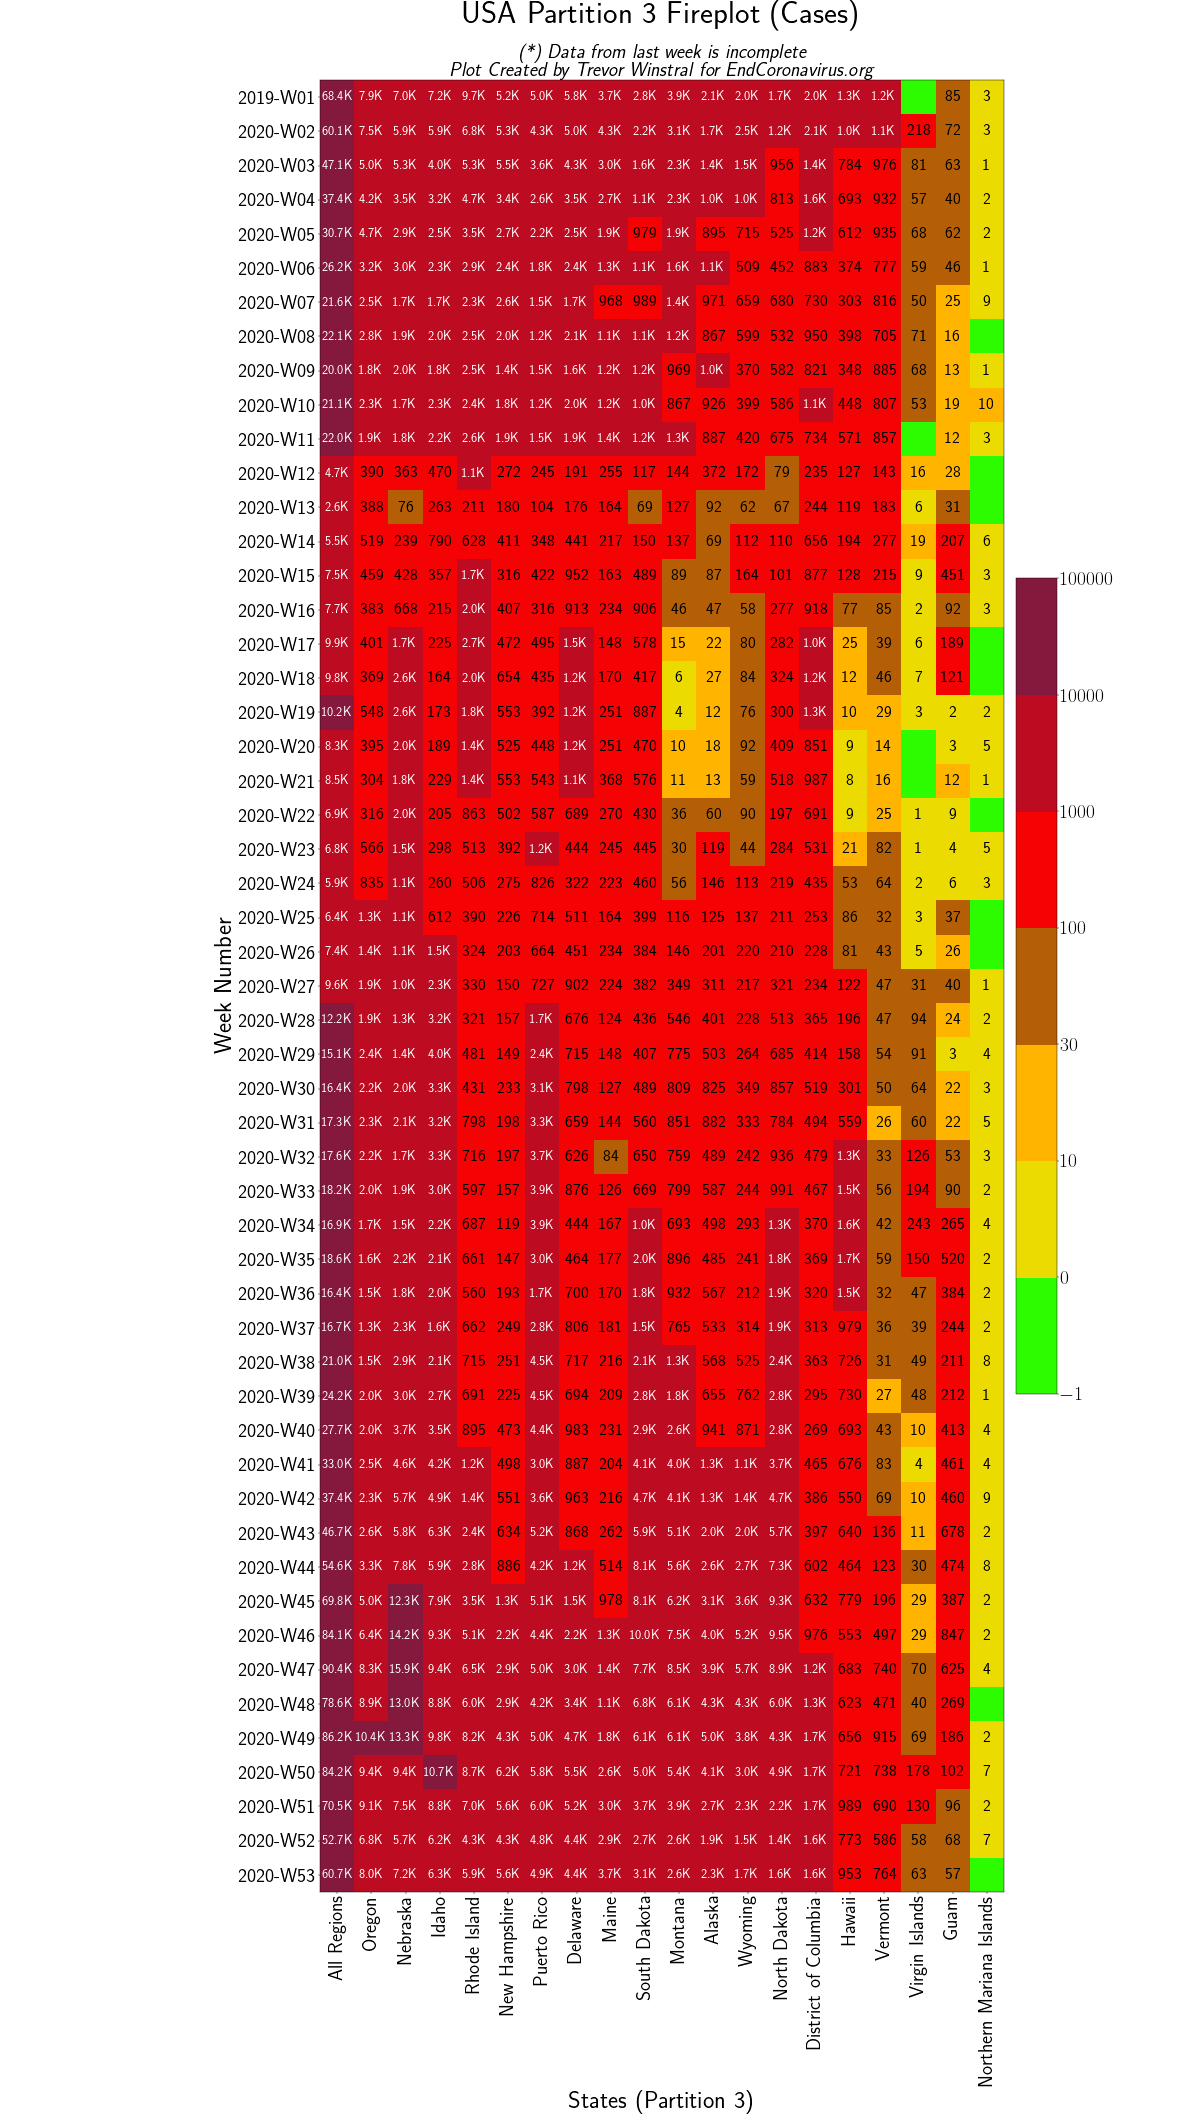 USA Partition 3 Fireplot (Cases)
(*) Data from last week is incomplete
Plot Created by Trevor Winstral for EndCoronavirus.org
2019-W01 68.4K 7.9K 7.0K 7.2K 9.7K 5.2K 5.0K 5.8K 3.7K 2.8K 3.9K 2.1K 2.0K 1.7K 2.0K 1.3K 1.2K 85 3
2020-W02 60.1K 7.5K 5.9K 5.9K 6.8K 5.3K 4.3K 5.0K 4.3K 2.2K 3.1K 1.7K 2.5K 1.2K 2.1K 1.0K 1.1K 218 72 3
2020-W03 47.1K 5.0K 5.3K 4.0K 5.3K 5.5K 3.6K 4.3K 3.0K 1.6K 2.3K 1.4K 1.5K 956 1.4K 784 976 81 63 1
2020-W04 37.4K 4.2K 3.5K 3.2K 4.7K 3.4K 2.6K 3.5K 2.7K 1.1K 2.3K 1.0K 1.0K 813 1.6K 693 932 57 40 2
2020-W05 30.7K 4.7K 2.9K 2.5K 3.5K 2.7K 2.2K 2.5K 1.9K 979 1.9K 895 715 525 1.2K 612 935 68 62 2
2020-W06 26.2K 3.2K 3.0K 2.3K 2.9K 2.4K 1.8K 2.4K 1.3K 1.1K 1.6K 1.1K 509 452 883 374 777 59 46 1
2020-W07 21.6K 2.5K 1.7K 1.7K 2.3K 2.6K 1.5K 1.7K 968 989 1.4K 971 659 680 730 303 816 50 25 9
2020-W08 22.1K 2.8K 1.9K 2.0K 2.5K 2.0K 1.2K 2.1K 1.1K 1.1K 1.2K 867 599 532 950 398 705 71 16
2020-W09 20.0K 1.8K 2.0K 1.8K 2.5K 1.4K 1.5K 1.6K 1.2K 1.2K 969 1.0K 370 582 821 348 885 68 13 1
2020-W10 21.1K 2.3K 1.7K 2.3K 2.4K 1.8K 1.2K 2.0K 1.2K 1.0K 867 926 399 586 1.1K 448 807 53 19 10
2020-W11 22.0K 1.9K 1.8K 2.2K 2.6K 1.9K 1.5K 1.9K 1.4K 1.2K 1.3K 887 420 675 734 571 857 12 3
2020-W12 4.7K 390 363 470 1.1K 272 245 191 255 117 144 372 172 79 235 127 143 16 28
2020-W13 2.6K 388 76 263 211 180 104 176 164 69 127 92 62 67 244 119 183 6 31
2020-W14 5.5K 519 239 790 628 411 348 441 217 150 137 69 112 110 656 194 277 19 207 6
2020-W15 7.5K 459 428 357 1.7K 316 422 952 163 489 89 87 164 101 877 128 215 9 451 3
2020-W16 7.7K 383 668 215 2.0K 407 316 913 234 906 46 47 58 277 918 77 85 2 92 3
2020-W17 9.9K 401 1.7K 225 2.7K 472 495 1.5K 148 578 15 22 80 282 1.0K 25 39 6 189
2020-W18 9.8K 369 2.6K 164 2.0K 654 435 1.2K 170 417 6 27 84 324 1.2K 12 46 7 121
2020-W19 10.2K 548 2.6K 173 1.8K 553 392 1.2K 251 887 4 12 76 300 1.3K 10 29 3 2 2
2020-W20 8.3K 395 2.0K 189 1.4K 525 448 1.2K 251 470 10 18 92 409 851 9 14 3 5
2020-W21 8.5K 304 1.8K 229 1.4K 553 543 1.1K 368 576 11 13 59 518 987 8 16 12 1
2020-W22 6.9K 316 2.0K 205 863 502 587 689 270 430 36 60 90 197 691 9 25 1 9
2020-W23 6.8K 566 1.5K 298 513 392 1.2K 444 245 445 30 119 44 284 531 21 82 1 4 5
2020-W24 5.9K 835 1.1K 260 506 275 826 322 223 460 56 146 113 219 435 53 64 2 6 3
2020-W25 6.4K 1.3K 1.1K 612 390 226 714 511 164 399 116 125 137 211 253 86 32 3 37
2020-W26 7.4K 1.4K 1.1K 1.5K 324 203 664 451 234 384 146 201 220 210 228 81 43 5 26
2020-W27 9.6K 1.9K 1.0K 2.3K 330 150 727 902 224 382 349 311 217 321 234 122 47 31 40 1
2020-W28 12.2K 1.9K 1.3K 3.2K 321 157 1.7K 676 124 436 546 401 228 513 365 196 47 94 24 2
2020-W29 15.1K 2.4K 1.4K 4.0K 481 149 2.4K 715 148 407 775 503 264 685 414 158 54 91 3 4
2020-W30 16.4K 2.2K 2.0K 3.3K 431 233 3.1K 798 127 489 809 825 349 857 519 301 50 64 22 3
2020-W31 17.3K 2.3K 2.1K 3.2K 798 198 3.3K 659 144 560 851 882 333 784 494 559 26 60 22 5
2020-W32 17.6K 2.2K 1.7K 3.3K 716 197 3.7K 626 84 650 759 489 242 936 479 1.3K 33 126 53 3
2020-W33 18.2K 2.0K 1.9K 3.0K 597 157 3.9K 876 126 669 799 587 244 991 467 1.5K 56 194 90 2
2020-W34 16.9K 1.7K 1.5K 2.2K 687 119 3.9K 444 167 1.0K 693 498 293 1.3K 370 1.6K 42 243 265 4
2020-W35 18.6K 1.6K 2.2K 2.1K 661 147 3.0K 464 177 2.0K 896 485 241 1.8K 369 1.7K 59 150 520 2
2020-W36 16.4K 1.5K 1.8K 2.0K 560 193 1.7K 700 170 1.8K 932 567 212 1.9K 320 1.5K 32 47 384 2
2020-W37 16.7K 1.3K 2.3K 1.6K 662 249 2.8K 806 181 1.5K 765 533 314 1.9K 313 979 36 39 244 2
2020-W38 21.0K 1.5K 2.9K 2.1K 715 251 4.5K 717 216 2.1K 1.3K 568 525 2.4K 363 726 31 49 211 8
2020-W39 24.2K 2.0K 3.0K 2.7K 691 225 4.5K 694 209 2.8K 1.8K 655 762 2.8K 295 730 27 48 212 1
2020-W40 27.7K 2.0K 3.7K 3.5K 895 473 4.4K 983 231 2.9K 2.6K 941 871 2.8K 269 693 43 10 413 4
2020-W41 33.0K 2.5K 4.6K 4.2K 1.2K 498 3.0K 887 204 4.1K 4.0K 1.3K 1.1K 3.7K 465 676 83 4 461 4
2020-W42 37.4K 2.3K 5.7K 4.9K 1.4K 551 3.6K 963 216 4.7K 4.1K 1.3K 1.4K 4.7K 386 550 69 10 460 9
2020-W43 46.7K 2.6K 5.8K 6.3K 2.4K 634 5.2K 868 262 5.9K 5.1K 2.0K 2.0K 5.7K 397 640 136 11 678 2
2020-W44 54.6K 3.3K 7.8K 5.9K 2.8K 886 4.2K 1.2K 514 8.1K 5.6K 2.6K 2.7K 7.3K 602 464 123 30 474 8
2020-W45 69.8K 5.0K 12.3K 7.9K 3.5K 1.3K 5.1K 1.5K 978 8.1K 6.2K 3.1K 3.6K 9.3K 632 779 196 29 387 2
2020-W46 84.1K 6.4K 14.2K 9.3K 5.1K 2.2K 4.4K 2.2K 1.3K 10.0K 7.5K 4.0K 5.2K 9.5K 976 553 497 29 847 2
2020-W47 90.4K 8.3K 15.9K 9.4K 6.5K 2.9K 5.0K 3.0K 1.4K 7.7K 8.5K 3.9K 5.7K 8.9K 1.2K 683 740 70 625 4
2020-W48 78.6K 8.9K 13.0K 8.8K 6.0K 2.9K 4.2K 3.4K 1.1K 6.8K 6.1K 4.3K 4.3K 6.0K 1.3K 623 471 40 269
2020-W49 86.2K 10.4K 13.3K 9.8K 8.2K 4.3K 5.0K 4.7K 1.8K 6.1K 6.1K 5.0K 3.8K 4.3K 1.7K 656 915 69 186 2
2020-W50 84.2K 9.4K 9.4K 10.7K 8.7K 6.2K 5.8K 5.5K 2.6K 5.0K 5.4K 4.1K 3.0K 4.9K 1.7K 721 738 178 102 7
2020-W51 70.5K 9.1K 7.5K 8.8K 7.0K 5.6K 6.0K 5.2K 3.0K 3.7K 3.9K 2.7K 2.3K 2.2K 1.7K 989 690 130 96 2
2020-W52 52.7K 6.8K 5.7K 6.2K 4.3K 4.3K 4.8K 4.4K 2.9K 2.7K 2.6K 1.9K 1.5K 1.4K 1.6K 773 586 58 68 7
2020-W53 60.7K 8.0K 7.2K 6.3K 5.9K 5.6K 4.9K 4.4K 3.7K 3.1K 2.6K 2.3K 1.7K 1.6K 1.6K 953 764 63 57
Week Number
All Regions
Oregon
Nebraska
Idaho
Rhode Island
New Hampshire
Puerto Rico
Delaware
Maine
South Dakota
Montana
Alaska
Wyoming
North Dakota
District of Columbia
Hawaii
Vermont
Virgin Islands
Guam
Northern Mariana Islands
States (Partition 3)
100000
10000
1000
100
30
10
0
−1